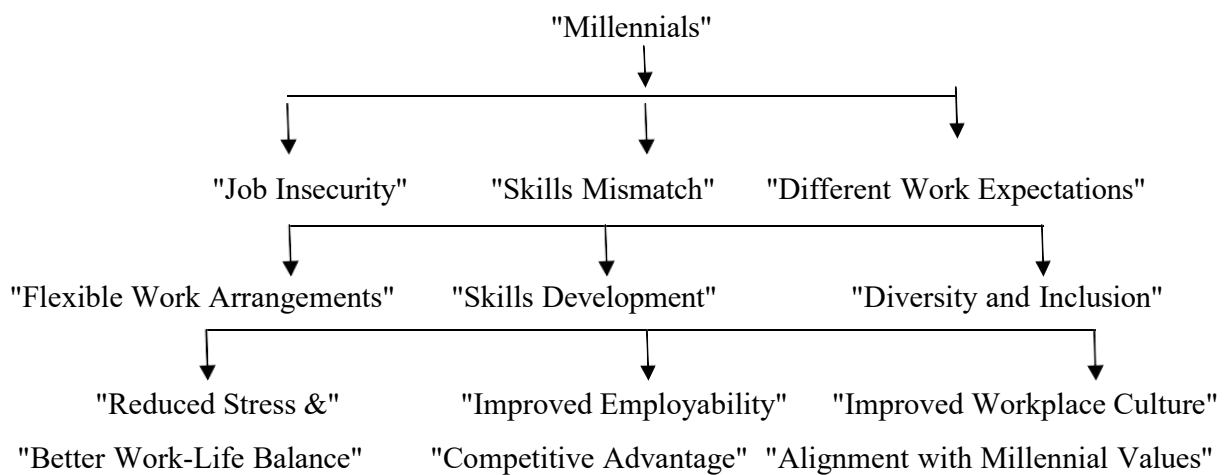 "Millennials"
"Job Insecurity" "Skills Mismatch" "Different Work Expectations"
"Flexible Work Arrangements" "Skills Development" "Diversity and Inclusion"
"Reduced Stress &" "Improved Employability" "Improved Workplace Culture"
"Better Work-Life Balance" "Competitive Advantage" "Alignment with Millennial Values"